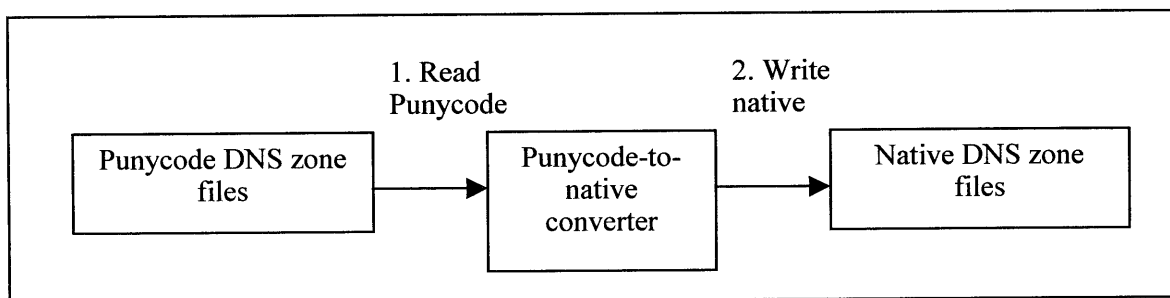 1. Read
Punycode
2. Write
native
Punycode DNS zone
files
Punycode-to-
native
converter
Native DNS zone
files